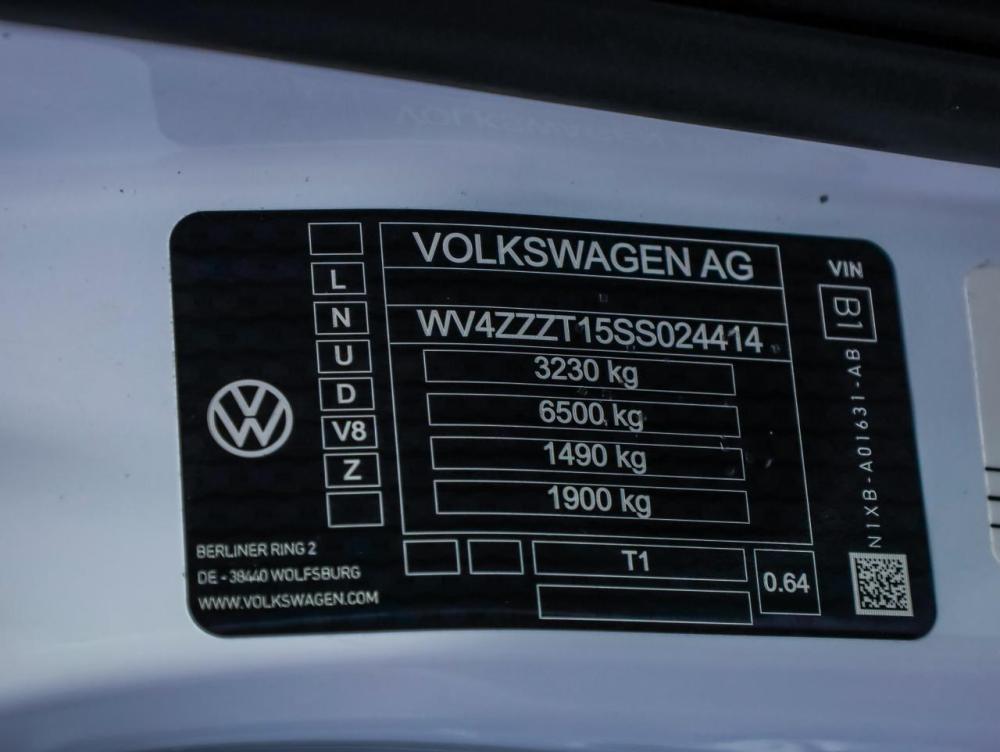 VOLKSWAGEN AG
WV4ZZZT15SS024414
3230 kg
6500 kg
1490 kg
1900 kg
T1
0.64
L
N
U
D
V8
Z
BERLINER RING 2
DE - 38440 WOLFSBURG
WWW.VOLKSWAGEN.COM
VIN
B1
N1XB-A01631-AB